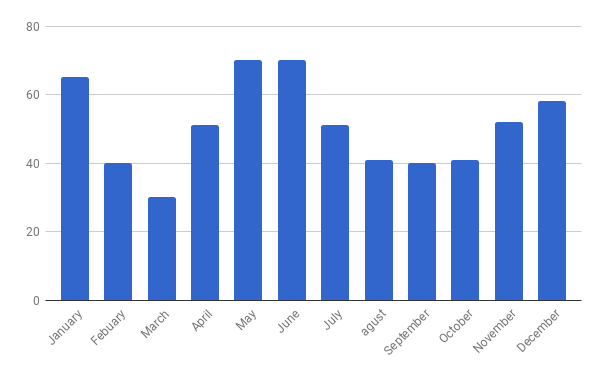 80
60
40
20
0
January
Febuary
March
April
May
June
July
agust
September
October
November
December